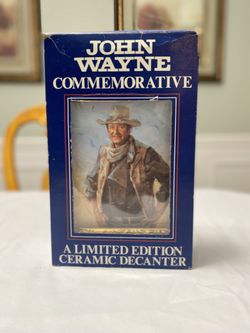 JOHN
WAYNE
COMMEMORATIVE
A LIMITED EDITION
CERAMIC DECANTER